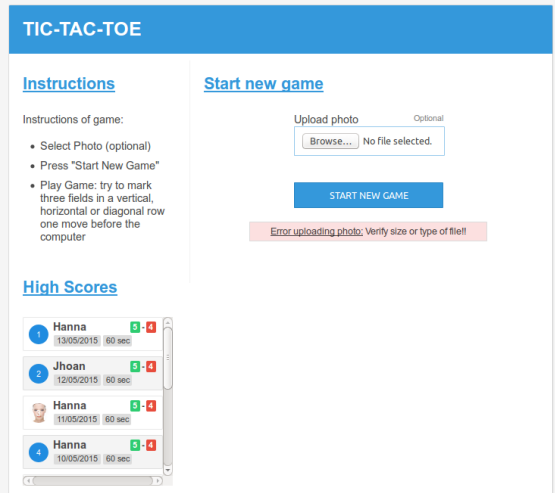 TIC-TAC-TOE
Instructions
Instructions of game:
Select Photo (optional)
Press "Start New Game"
Play Game: try to mark
three fields in a vertical,
horizontal or diagonal row
one move before the
computer
High Scores
1 Hanna 5 - 4
13/05/2015 60 sec
2 Jhoan 5 - 4
12/05/2015 60 sec
Hanna 5 - 4
11/05/2015 60 sec
4 Hanna 5 - 4
10/05/2015 60 sec
Start new game
Upload photo Optional
Browse... No file selected.
START NEW GAME
Error uploading photo: Verify size or type of file!!